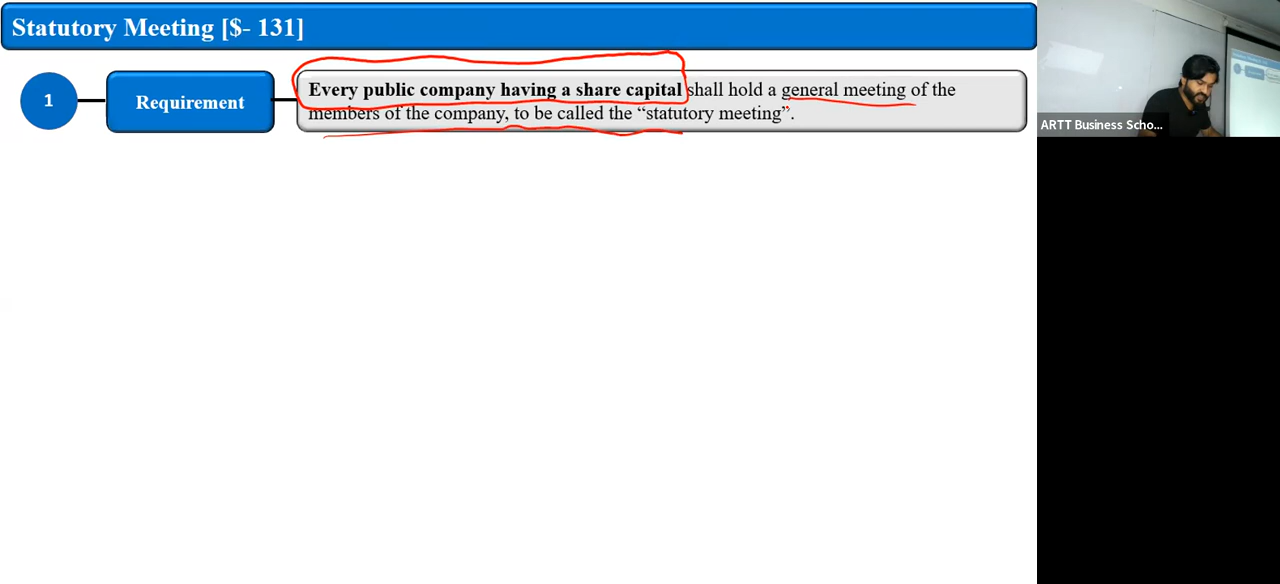 Statutory Meeting [$- 131]
1
Requirement
Every public company having a share capital shall hold a general meeting of the
members of the company, to be called the “statutory meeting”.
ARTT Business Scho...